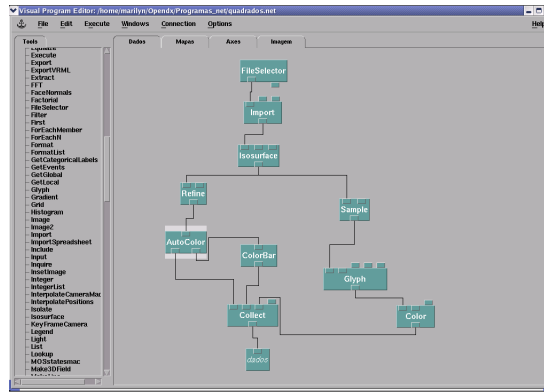 Visual Program Editor: /home/marilyn/Opendx/Programas_net/quadrados.net
File Edit Execute Windows Connection Options Help
Tools
Dados Mapas Axes Imagem
Equalize
Execute
Export
ExportVRML
Extract
FFT
FaceNormals
Factorial
FileSelector
Filter
First
ForEachMember
ForEachN
Format
FormatList
GetCategoricalLabels
GetEvents
GetGlobal
GetLocal
Glyph
Gradient
Grid
Histogram
Image
Image2
Import
ImportSpreadsheet
Include
Input
Inquire
InsetImage
Integer
IntegerList
InterpolateCameraMac
InterpolatePositions
Isolate
Isosurface
KeyFrameCamera
Legend
Light
List
Lookup
MOSstatesmac
Make3DField
FileSelector
Import
Isosurface
Refine
Sample
AutoColor
ColorBar
Glyph
Collect
Color
dados